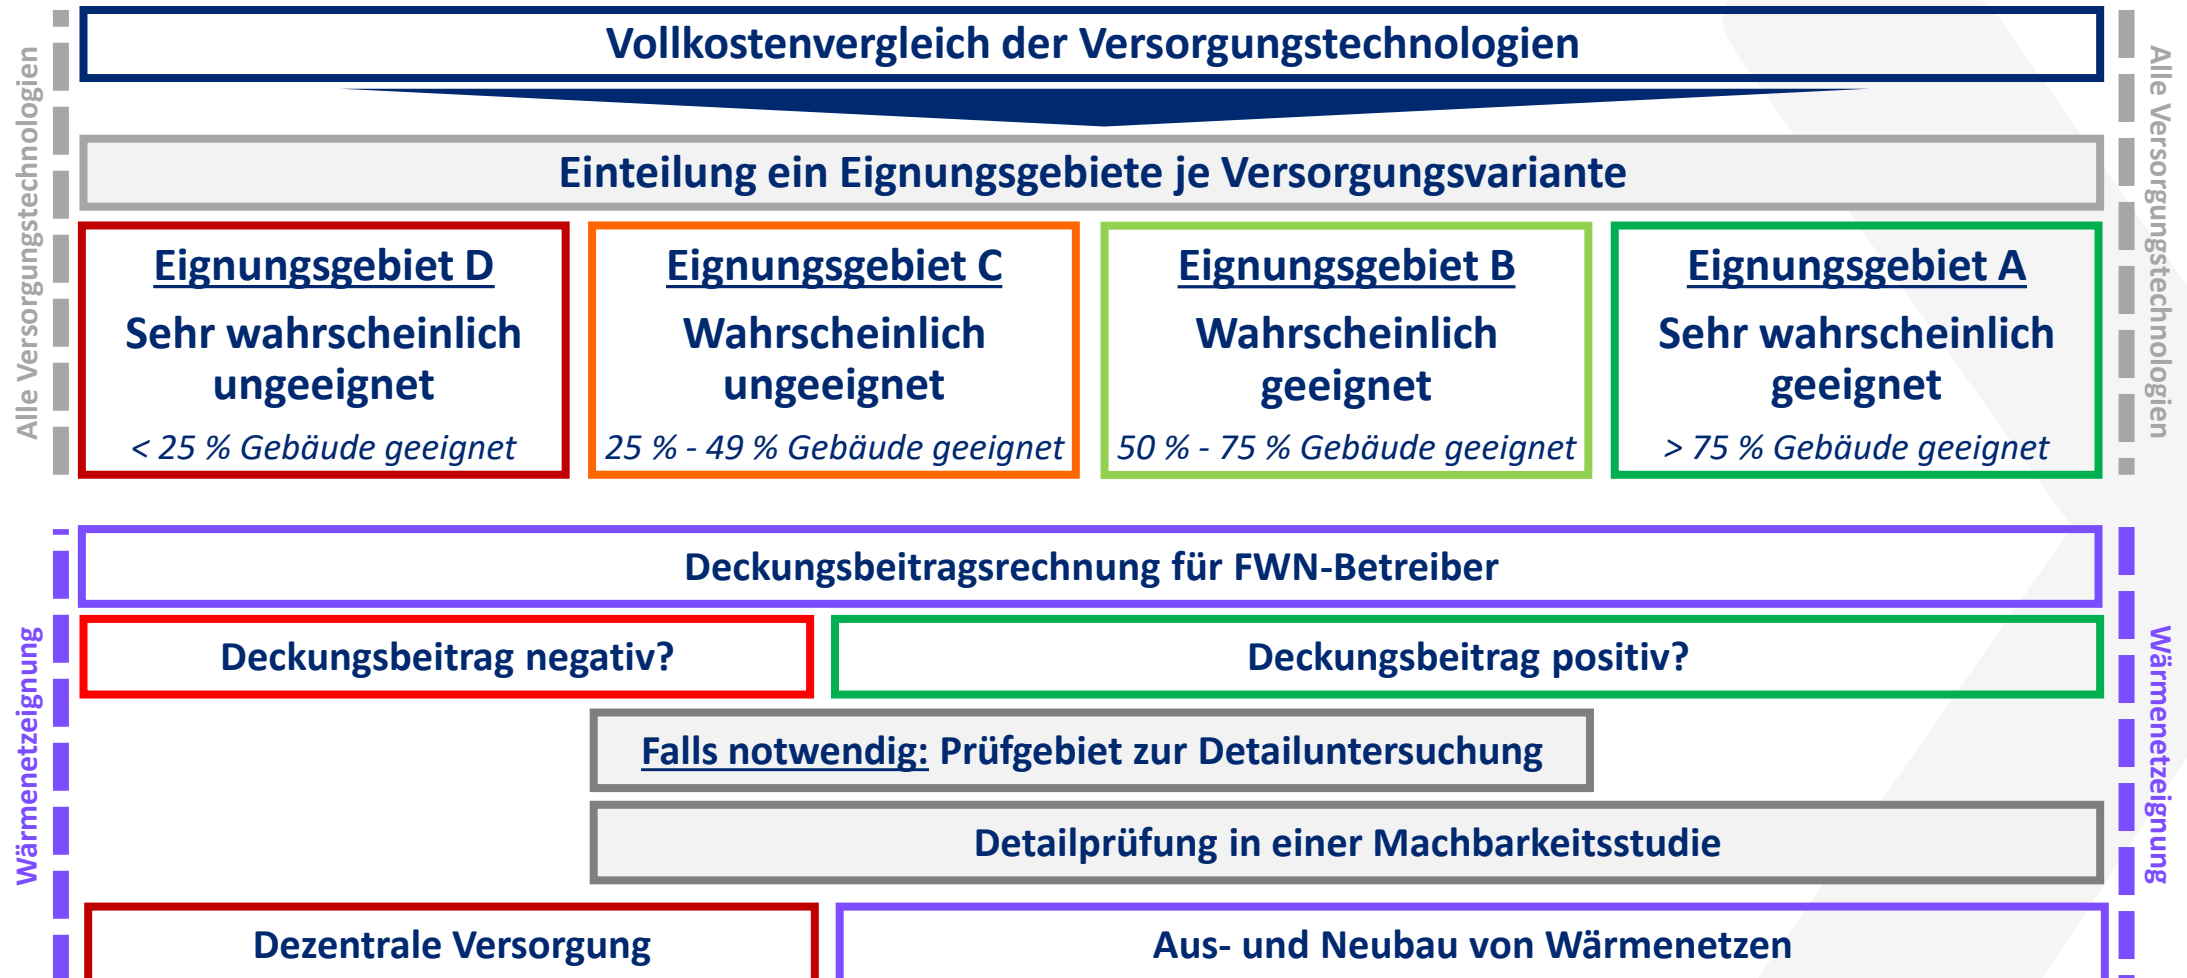 Vollkostenvergleich der Versorgungstechnologien
Alle Versorgungstechnologien
Alle Versorgungstechnologien
Einteilung ein Eignungsgebiete je Versorgungsvariante
Eignungsgebiet D
Sehr wahrscheinlich
ungeeignet
< 25 % Gebäude geeignet
Eignungsgebiet C
Wahrscheinlich
ungeeignet
25 % - 49 % Gebäude geeignet
Eignungsgebiet B
Wahrscheinlich
geeignet
50 % - 75 % Gebäude geeignet
Eignungsgebiet A
Sehr wahrscheinlich
geeignet
> 75 % Gebäude geeignet
Deckungsbeitragsrechnung für FWN-Betreiber
Wärmenetzeignung
Wärmenetzeignung
Deckungsbeitrag negativ?
Deckungsbeitrag positiv?
Falls notwendig: Prüfgebiet zur Detailuntersuchung
Detailprüfung in einer Machbarkeitsstudie
Dezentrale Versorgung
Aus- und Neubau von Wärmenetzen